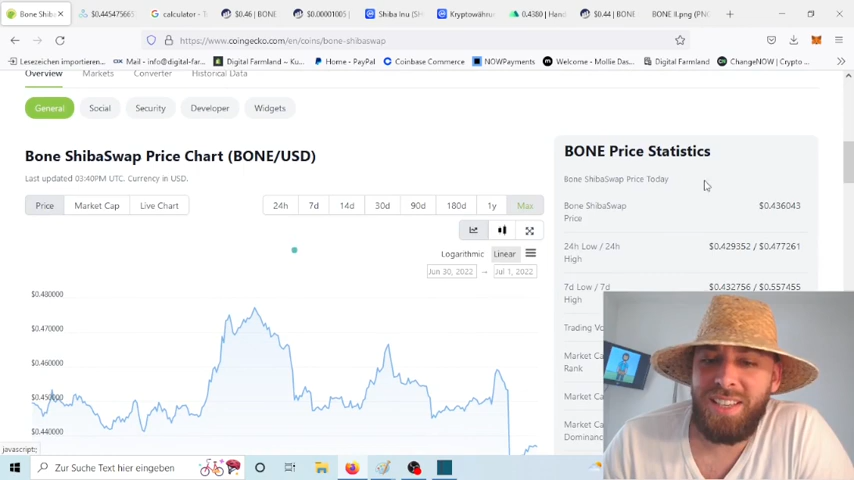 Bone Shib
$0.44547566
calculator - 
$0.46 | BONE
$0.00001005 |
Shiba Inu (SH
Kryptowährun
0.4380 | Hand
$0.44 | BONE
BONE II.png (PNG
https://www.coingecko.com/en/coins/bone-shibaswap
Lesezeichen importieren...
Mail - info@digital-far...
Digital Farmland – Ku...
Home - PayPal
Coinbase Commerce
NOWPayments
Welcome - Mollie Das...
Digital Farmland
ChangeNOW | Crypto ...
Overview
Markets
Converter
Historical Data
General
Social
Security
Developer
Widgets
Bone ShibaSwap Price Chart (BONE/USD)
Last updated 03:40PM UTC. Currency in USD.
Price
Market Cap
Live Chart
24h
7d
14d
30d
90d
180d
1y
Max
Logarithmic
Linear
Jun 30, 2022
→
Jul 1, 2022
$0.480000
$0.470000
$0.460000
$0.450000
$0.440000
BONE Price Statistics
Bone ShibaSwap Price Today
Bone ShibaSwap
Price
$0.436043
24h Low / 24h
High
$0.429352 / $0.477261
7d Low / 7d
High
$0.432756 / $0.557455
Trading Vo
Market Ca
Rank
Market Ca
Market Ca
Dominanc
javascript:
Zur Suche Text hier eingeben